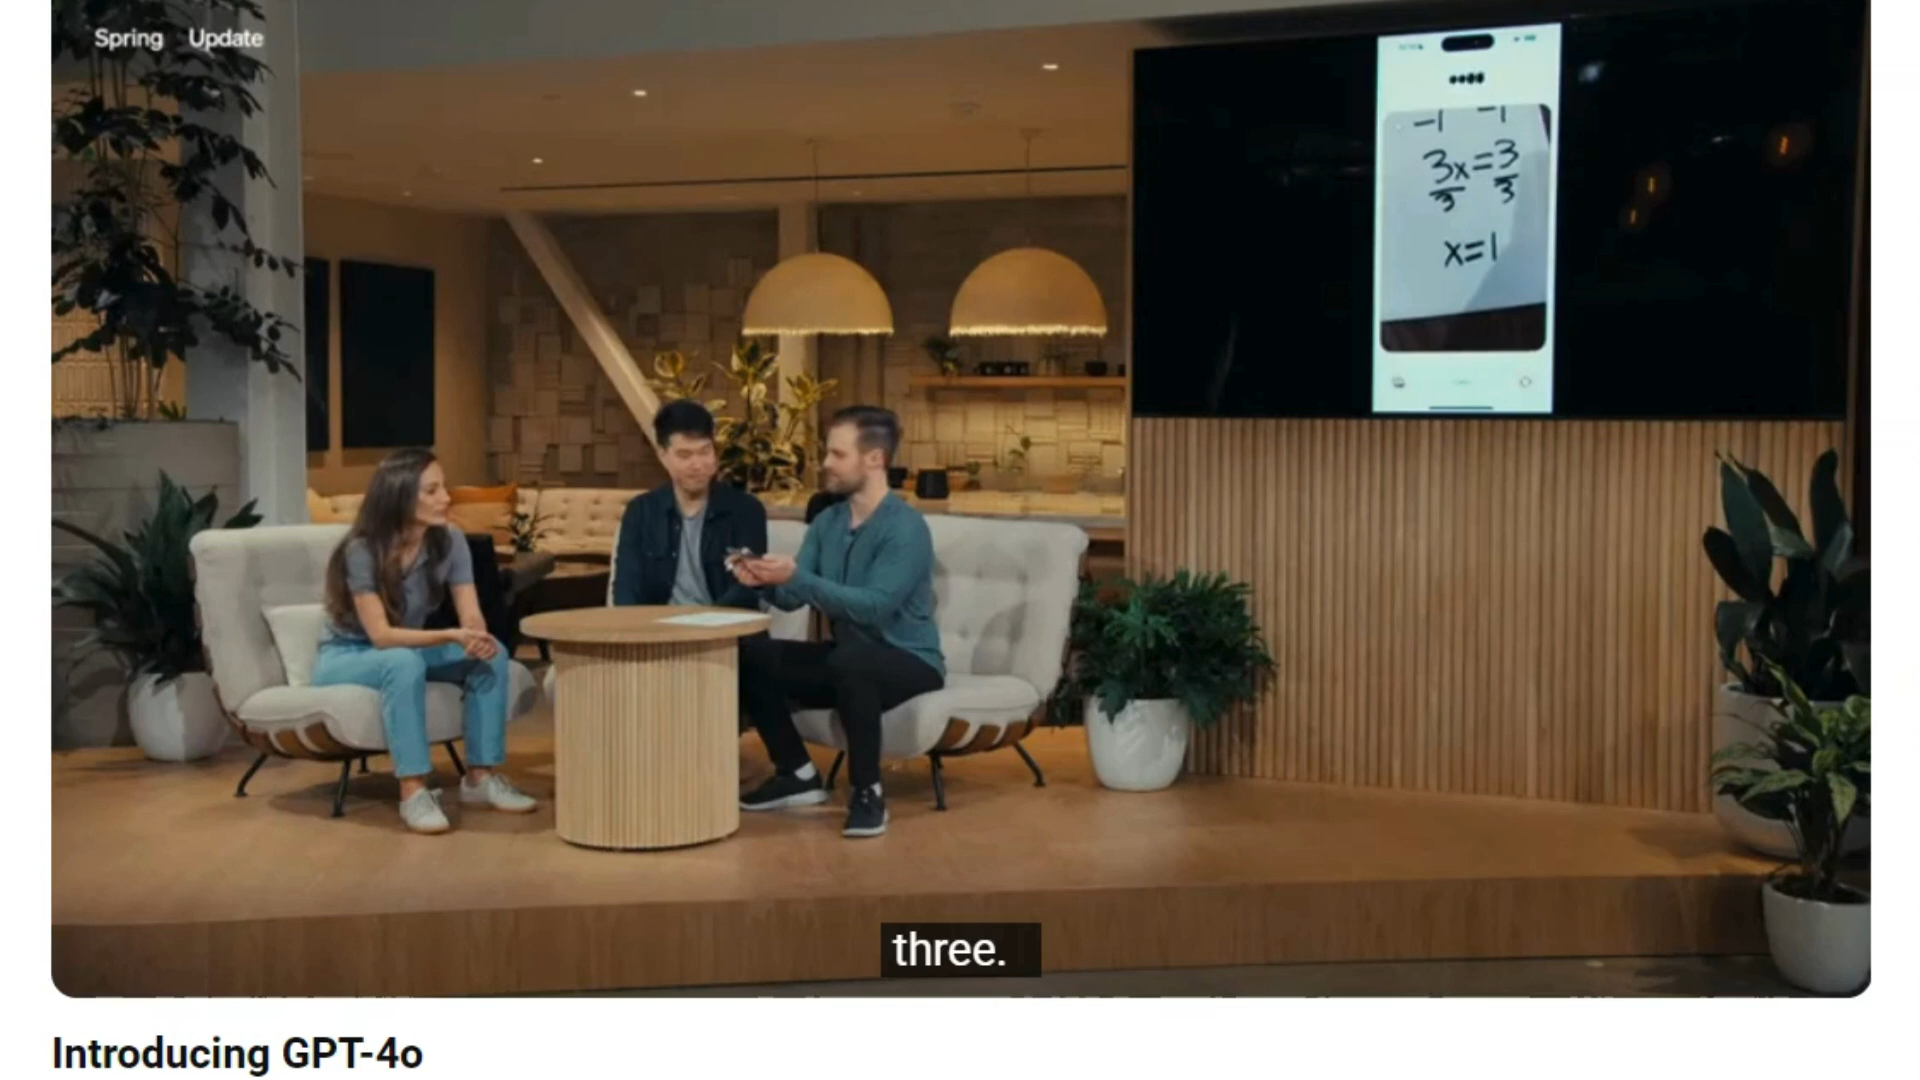 Spring Update
-1 -1
3x=3
3 3
x=1
three.
Introducing GPT-4o